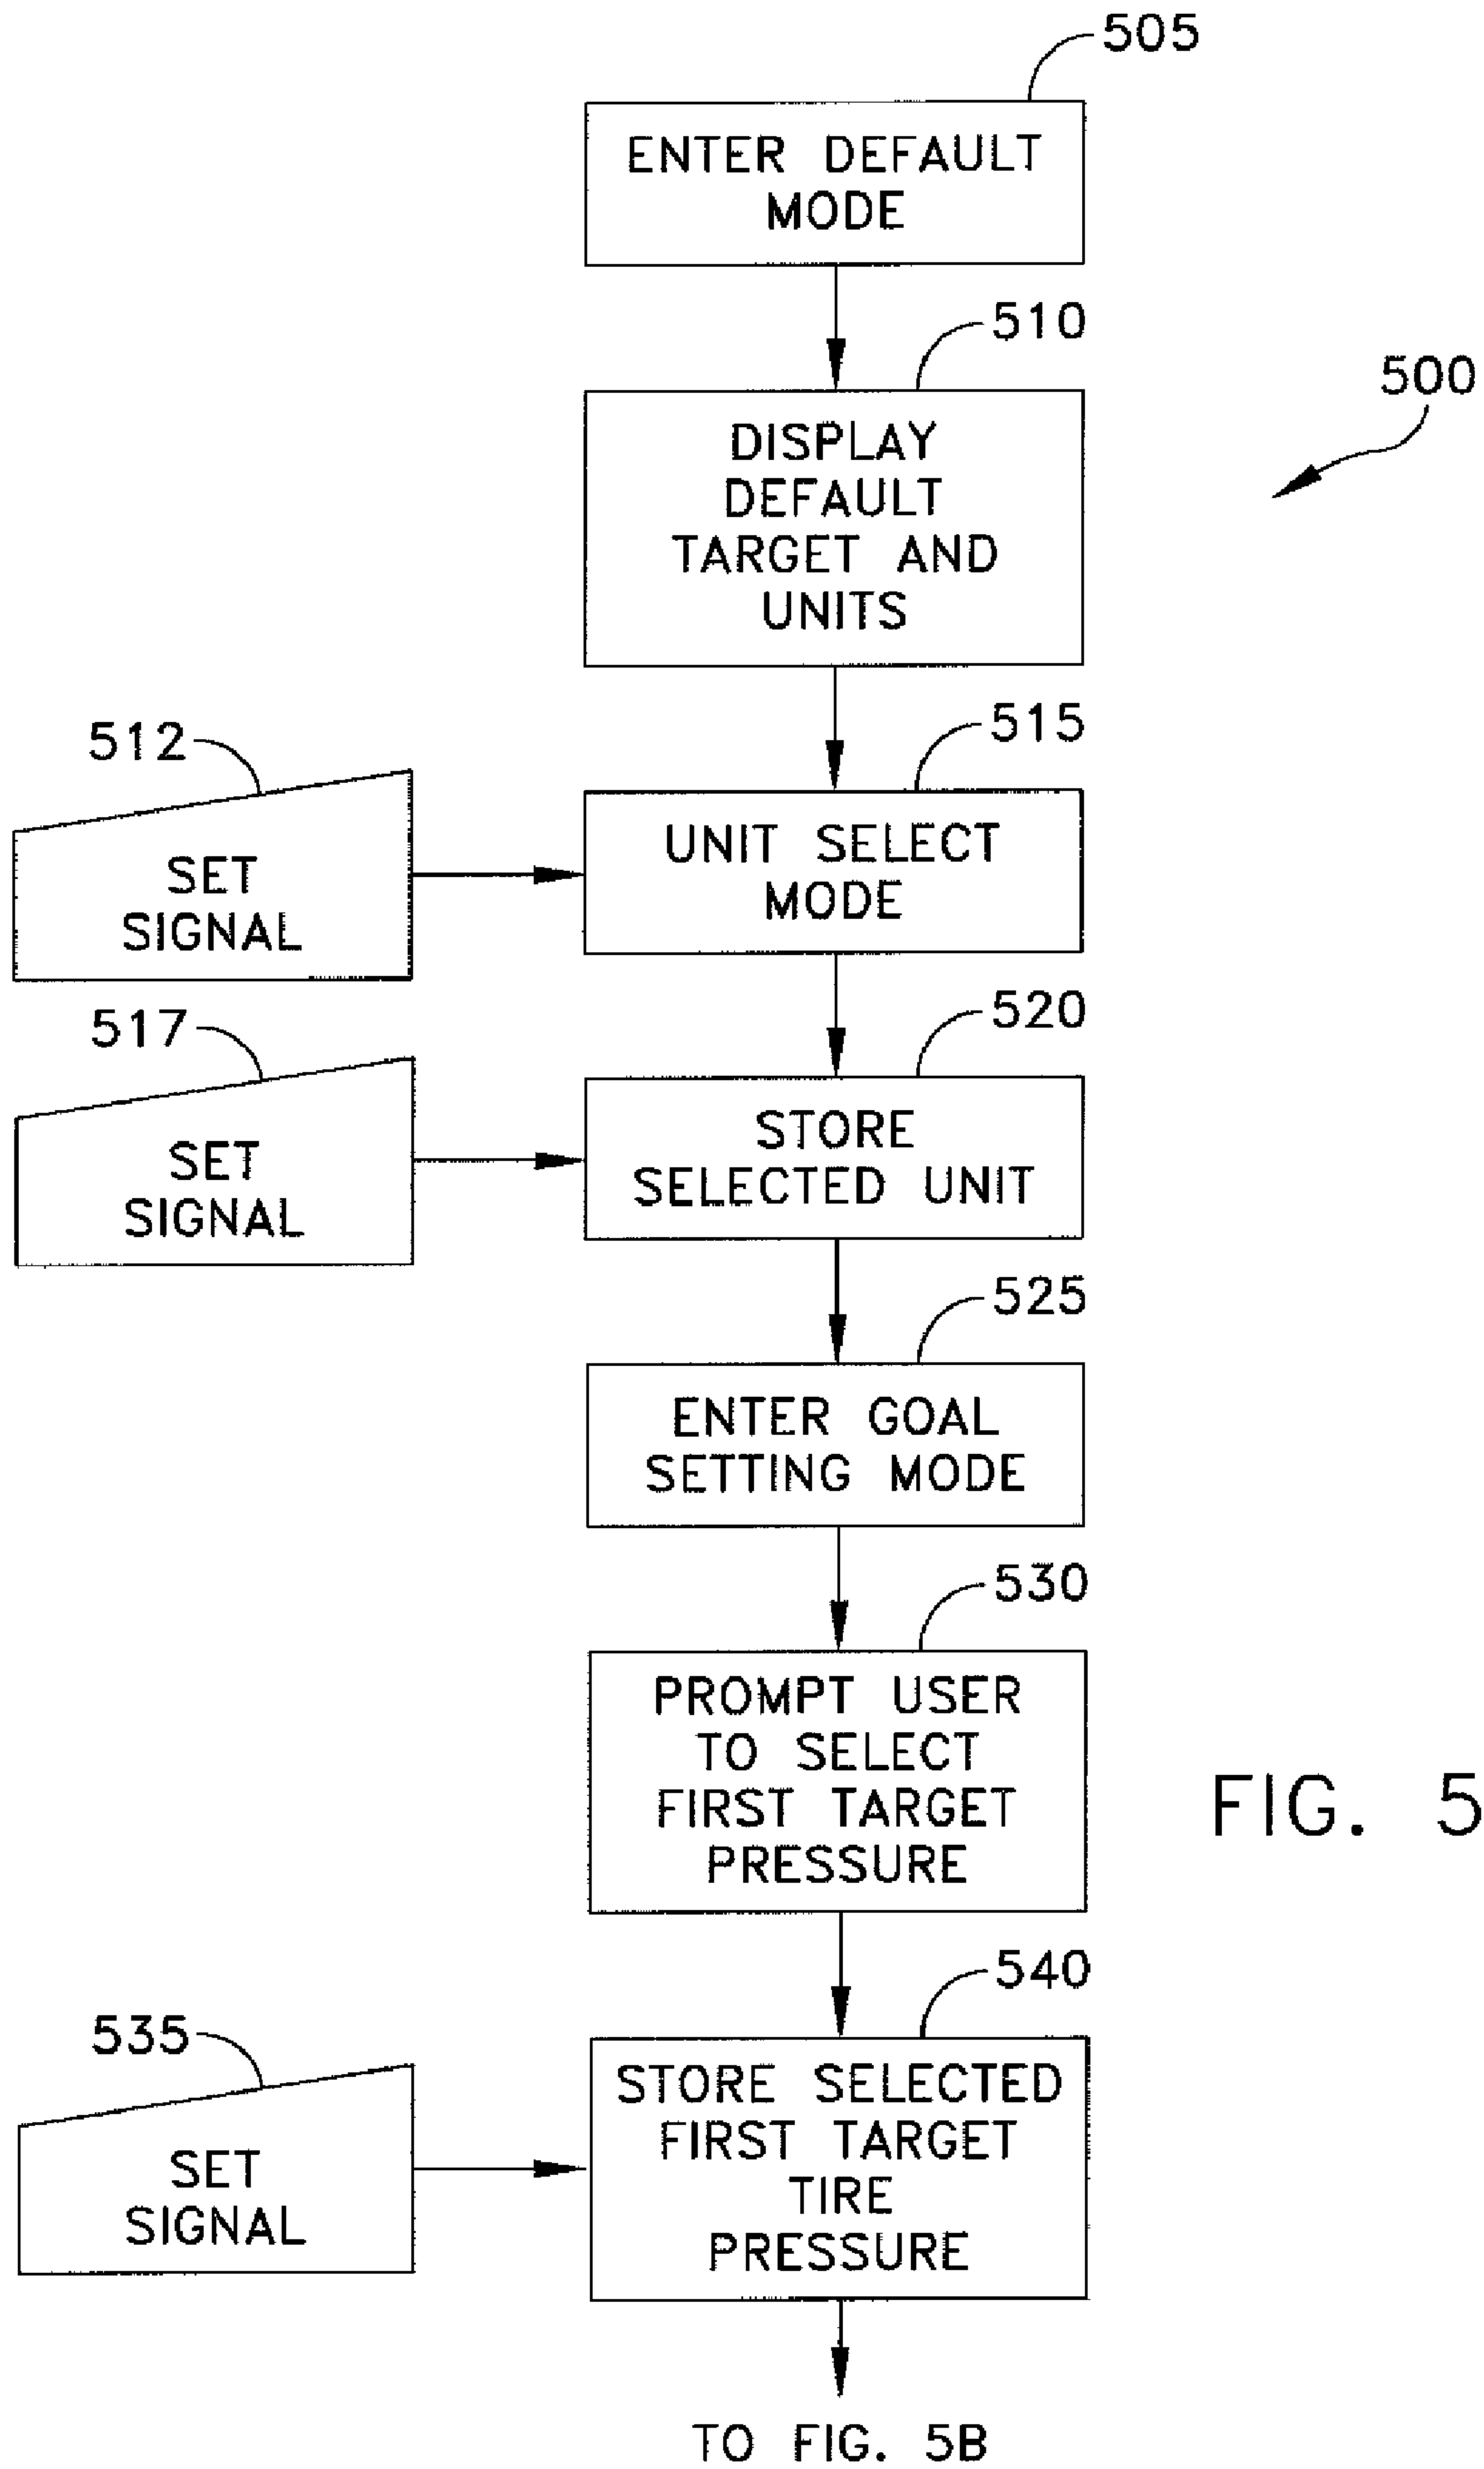 505
ENTER DEFAULT
MODE
510
500
DISPLAY
DEFAULT
TARGET AND
UNITS
512
515
SET
SIGNAL
UNIT SELECT
MODE
517
520
SET
SIGNAL
STORE
SELECTED UNIT
525
ENTER GOAL
SETTING MODE
530
PROMPT USER
TO SELECT
FIRST TARGET
PRESSURE
FIG. 5
535
540
SET
SIGNAL
STORE SELECTED
FIRST TARGET
TIRE
PRESSURE
TO FIG. 5B